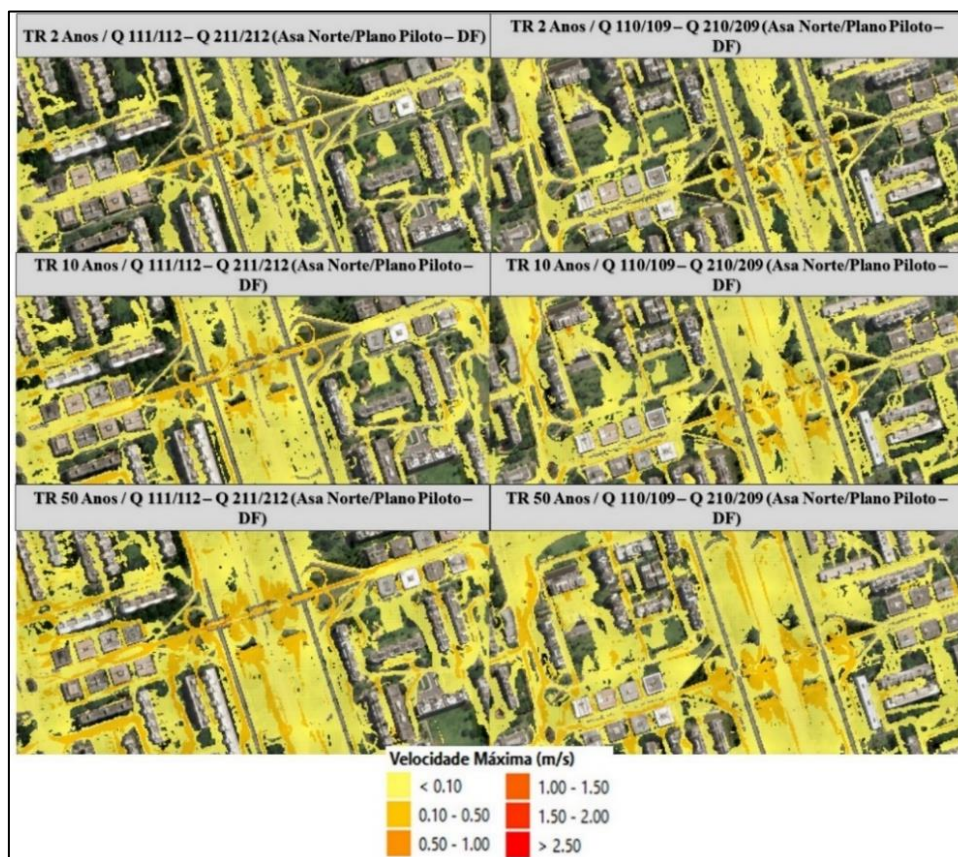 TR 2 Anos / Q 111/112 – Q 211/212 (Asa Norte/Plano Piloto – DF)
TR 2 Anos / Q 110/109 – Q 210/209 (Asa Norte/Plano Piloto –
DF)
TR 10 Anos / Q 111/112 – Q 211/212 (Asa Norte/Plano Piloto –
DF)
TR 10 Anos / Q 110/109 – Q 210/209 (Asa Norte/Plano Piloto –
DF)
TR 50 Anos / Q 111/112 – Q 211/212 (Asa Norte/Plano Piloto –
DF)
TR 50 Anos / Q 110/109 – Q 210/209 (Asa Norte/Plano Piloto –
DF)
Velocidade Máxima (m/s)
< 0.10
0.10 - 0.50
0.50 - 1.00
1.00 - 1.50
1.50 - 2.00
> 2.50